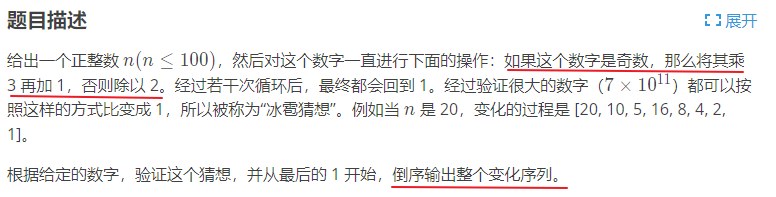 题目描述 展开
给出一个正整数 n(n ≤ 100)，然后对这个数字一直进行下面的操作：如果这个数字是奇数，那么将其乘
3 再加 1，否则除以 2。经过若干次循环后，最终都会回到 1。经过验证很大的数字（7 × 10¹¹）都可以按
照这样的方式比变成 1，所以被称为“冰雹猜想”。例如当 n 是 20，变化的过程是 [20, 10, 5, 16, 8, 4, 2,
1]。
根据给定的数字，验证这个猜想，并从最后的 1 开始，倒序输出整个变化序列。